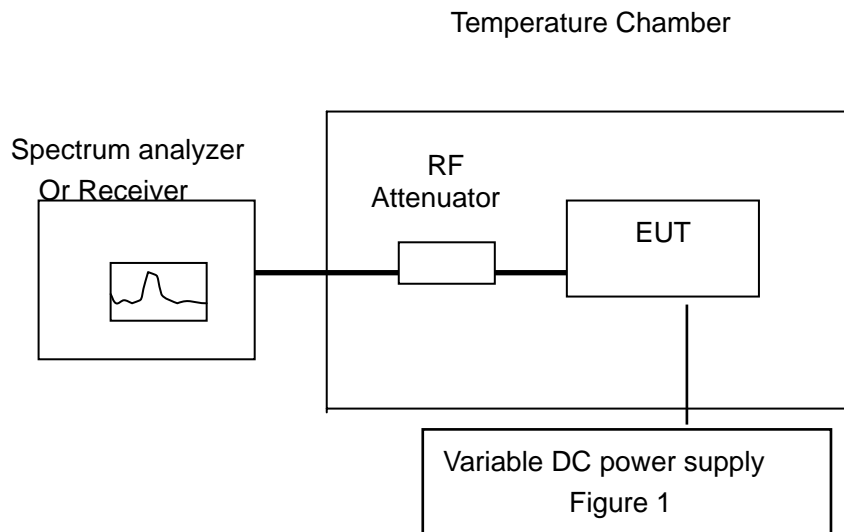 Temperature Chamber
Spectrum analyzer
Or Receiver
RF
Attenuator
EUT
Variable DC power supply
Figure 1